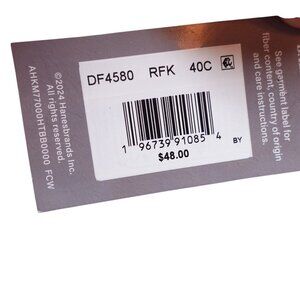 DF4580 RFK 40C
1 96739 91085 4
$48.00
BY
©2024 Hanesbrands Inc.
All rights reserved.
AHKM77000HTBB0000 FCW
See garment label for
fiber content, country of origin
and care instructions.